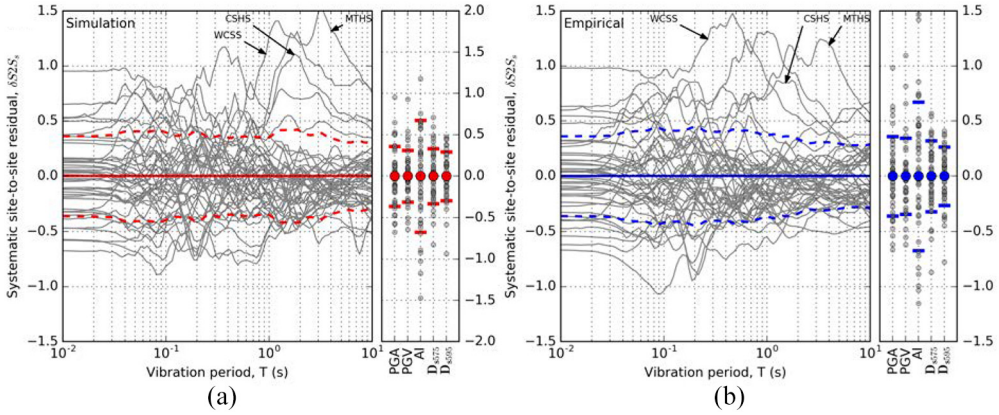 Simulation
WCSS
CSHS
MTHS
1.5
1.0
0.5
0.0
−0.5
−1.0
−1.5
Systematic site-to-site residual, δS2Sₛ
10⁻²
10⁻¹
10⁰
10¹
Vibration period, T (s)
2.0
1.5
1.0
0.5
0.0
−0.5
−1.0
−1.5
−2.0
PGA
PGV
AI
Dₛ₅₇₅
Dₛ₅₉₅
(a)
Empirical
WCSS
CSHS
MTHS
1.5
1.0
0.5
0.0
−0.5
−1.0
−1.5
Systematic site-to-site residual, δS2Sₛ
10⁻²
10⁻¹
10⁰
10¹
Vibration period, T (s)
1.5
1.0
0.5
0.0
−0.5
−1.0
−1.5
PGA
PGV
AI
Dₛ₅₇₅
Dₛ₅₉₅
(b)